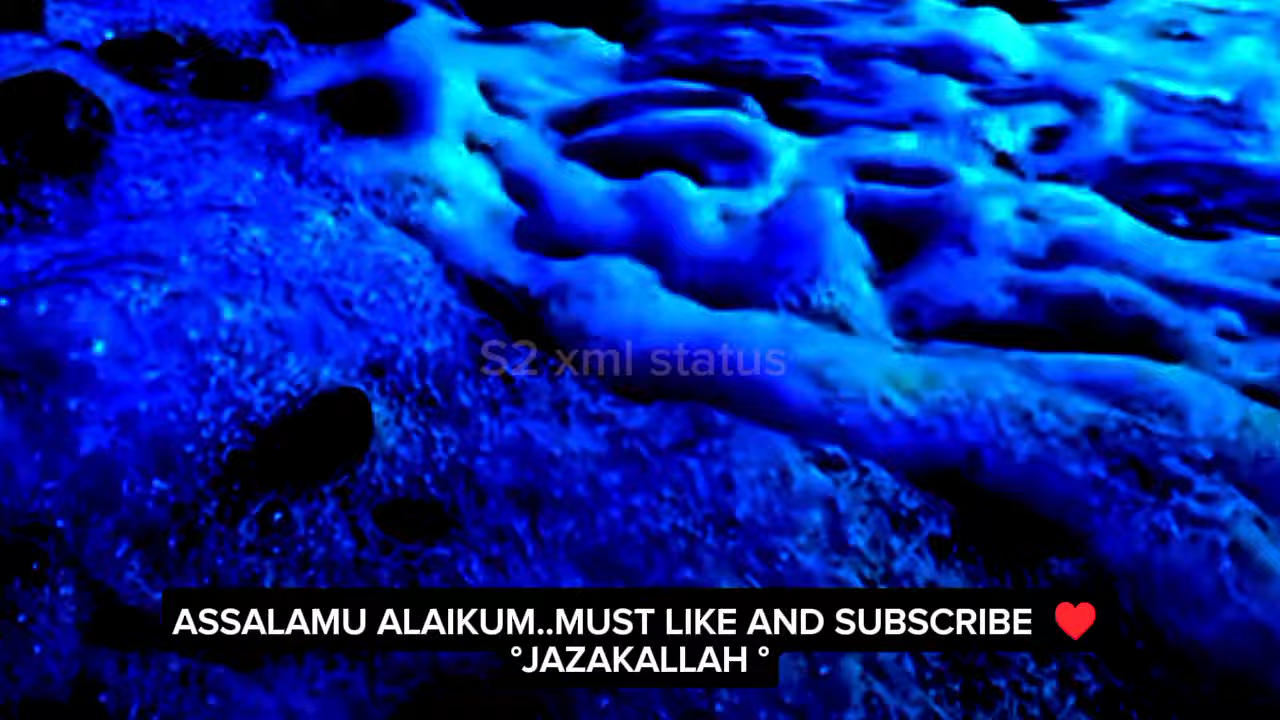 S2 xml status
ASSALAMU ALAIKUM..MUST LIKE AND SUBSCRIBE ♥️
°JAZAKALLAH °